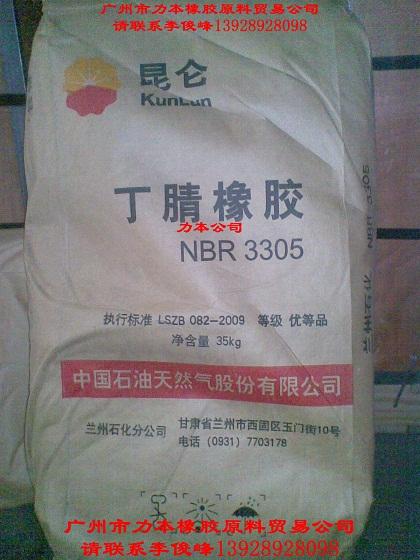 广州市力本橡胶原料贸易公司
请联系李俊峰13928928098
昆仑
KunLun
丁腈橡胶
力本公司
NBR 3305
执行标准 LSZB 082-2009 等级 优等品
净含量 35kg
中国石油天然气股份有限公司
兰州石化分公司
甘肃省兰州市西固区玉门街10号
电话 (0931) 7703178
兰州石化 NBR 3305
广州市力本橡胶原料贸易公司
请联系李俊峰13928928098